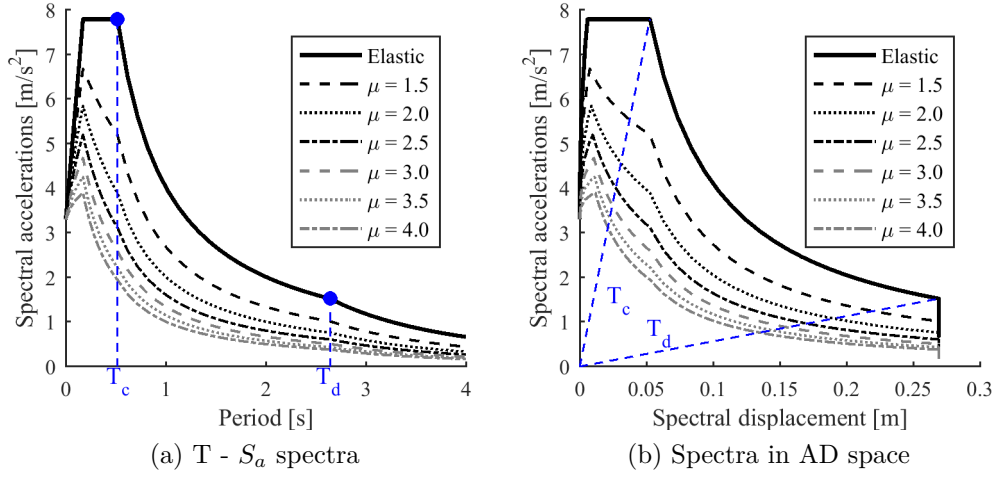 8
7
6
5
4
3
2
1
0
Spectral accelerations [m/s²]
Elastic
μ = 1.5
μ = 2.0
μ = 2.5
μ = 3.0
μ = 3.5
μ = 4.0
0 1 2 3 4
T_c T_d
Period [s]
(a) T - S_a spectra
8
7
6
5
4
3
2
1
0
Spectral accelerations [m/s²]
Elastic
μ = 1.5
μ = 2.0
μ = 2.5
μ = 3.0
μ = 3.5
μ = 4.0
T_c
T_d
0 0.05 0.1 0.15 0.2 0.25 0.3
Spectral displacement [m]
(b) Spectra in AD space